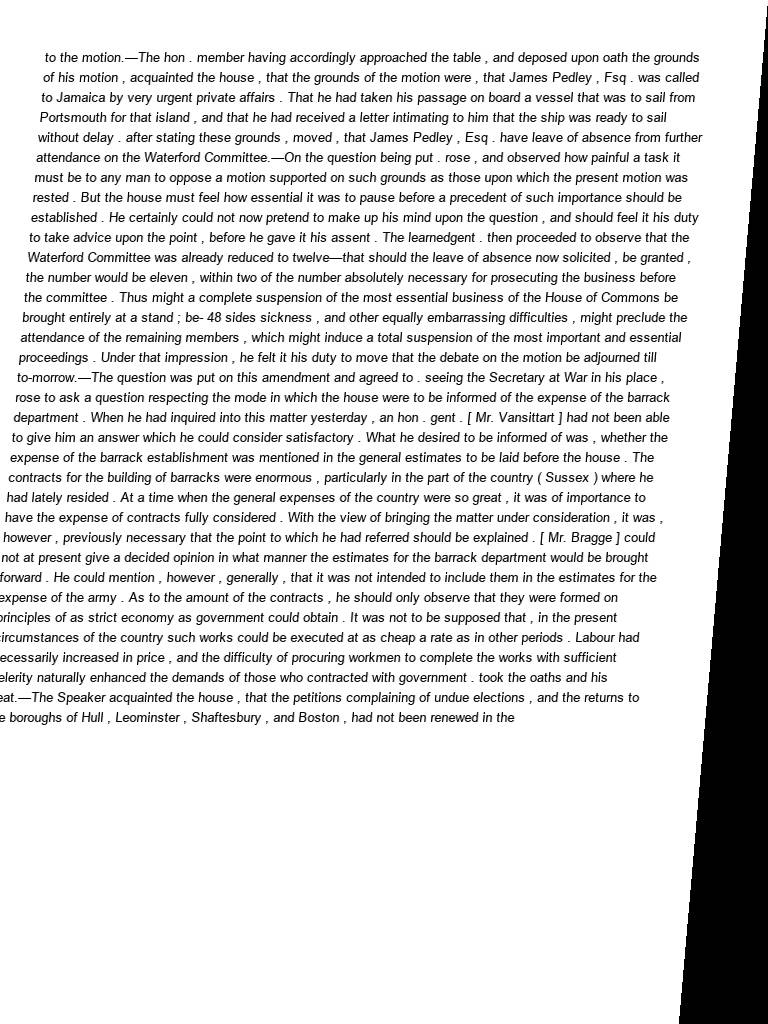 to the motion.—The hon . member having accordingly approached the table , and deposed upon oath the grounds
of his motion , acquainted the house , that the grounds of the motion were , that James Pedley , Fsq . was called
to Jamaica by very urgent private affairs . That he had taken his passage on board a vessel that was to sail from
Portsmouth for that island , and that he had received a letter intimating to him that the ship was ready to sail
without delay . after stating these grounds , moved , that James Pedley , Esq . have leave of absence from further
attendance on the Waterford Committee.—On the question being put . rose , and observed how painful a task it
must be to any man to oppose a motion supported on such grounds as those upon which the present motion was
rested . But the house must feel how essential it was to pause before a precedent of such importance should be
established . He certainly could not now pretend to make up his mind upon the question , and should feel it his duty
to take advice upon the point , before he gave it his assent . The learnedgent . then proceeded to observe that the
Waterford Committee was already reduced to twelve—that should the leave of absence now solicited , be granted ,
the number would be eleven , within two of the number absolutely necessary for prosecuting the business before
the committee . Thus might a complete suspension of the most essential business of the House of Commons be
brought entirely at a stand ; be- 48 sides sickness , and other equally embarrassing difficulties , might preclude the
attendance of the remaining members , which might induce a total suspension of the most important and essential
proceedings . Under that impression , he felt it his duty to move that the debate on the motion be adjourned till
to-morrow.—The question was put on this amendment and agreed to . seeing the Secretary at War in his place ,
rose to ask a question respecting the mode in which the house were to be informed of the expense of the barrack
department . When he had inquired into this matter yesterday , an hon . gent . [ Mr. Vansittart ] had not been able
to give him an answer which he could consider satisfactory . What he desired to be informed of was , whether the
expense of the barrack establishment was mentioned in the general estimates to be laid before the house . The
contracts for the building of barracks were enormous , particularly in the part of the country ( Sussex ) where he
had lately resided . At a time when the general expenses of the country were so great , it was of importance to
have the expense of contracts fully considered . With the view of bringing the matter under consideration , it was ,
however , previously necessary that the point to which he had referred should be explained . [ Mr. Bragge ] could
not at present give a decided opinion in what manner the estimates for the barrack department would be brought
forward . He could mention , however , generally , that it was not intended to include them in the estimates for the
expense of the army . As to the amount of the contracts , he should only observe that they were formed on
principles of as strict economy as government could obtain . It was not to be supposed that , in the present
circumstances of the country such works could be executed at as cheap a rate as in other periods . Labour had
ecessarily increased in price , and the difficulty of procuring workmen to complete the works with sufficient
elerity naturally enhanced the demands of those who contracted with government . took the oaths and his
eat.—The Speaker acquainted the house , that the petitions complaining of undue elections , and the returns to
e boroughs of Hull , Leominster , Shaftesbury , and Boston , had not been renewed in the